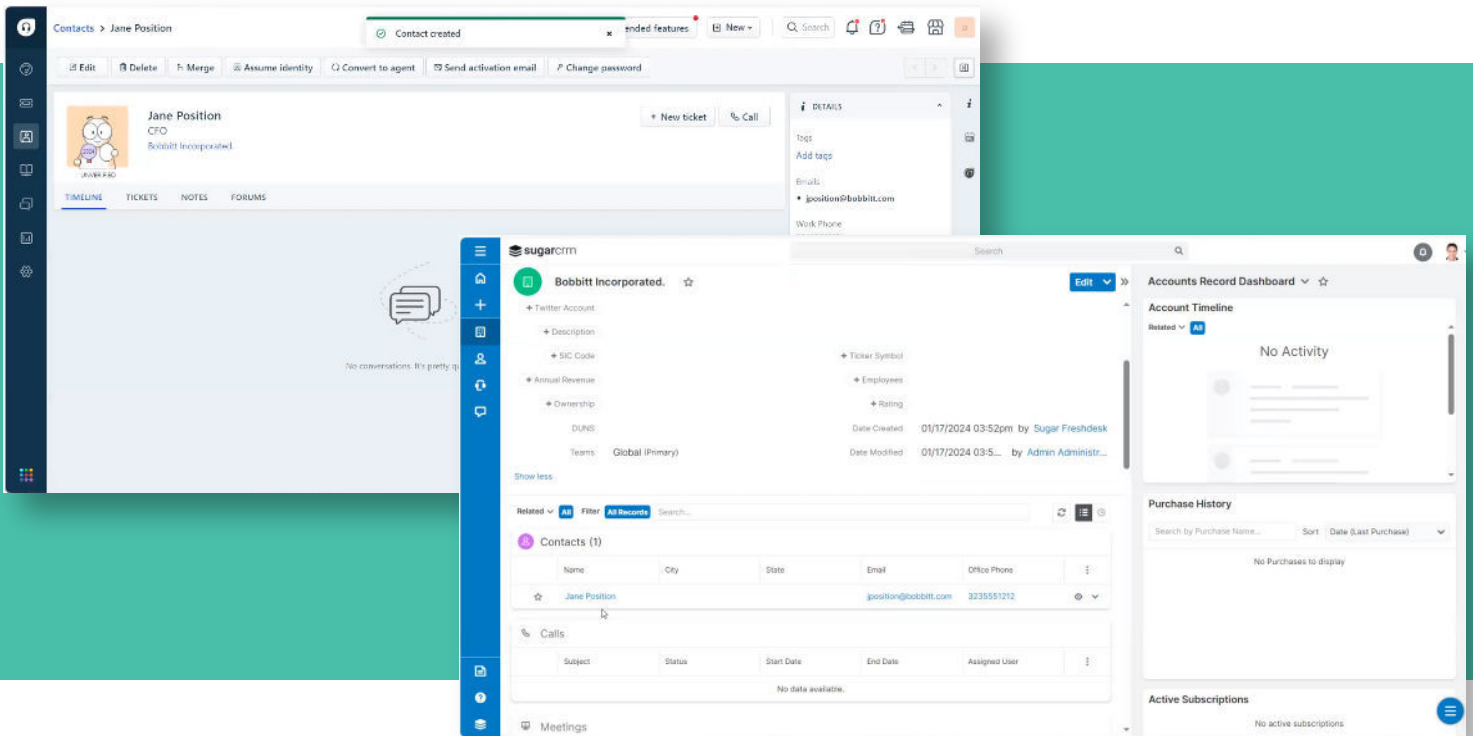 Contacts > Jane Position
Contact created
ended features
New
Search
Edit
Delete
Merge
Assume identity
Convert to agent
Send activation email
Change password
Jane Position
CFO
Bobbitt Incorporated.
UNVERIFIED
+ New ticket
Call
TIMELINE
TICKETS
NOTES
FORUMS
DETAILS
Tags
Add tags
Emails
• jposition@bobbitt.com
Work Phone
No conversations. It's pretty
sugarcrm
Search
Bobbitt Incorporated.
Edit
+ Twitter Account
+ Description
+ SIC Code
+ Ticker Symbol
+ Annual Revenue
+ Employees
+ Ownership
+ Rating
DUNS
Date Created 01/17/2024 03:52pm by Sugar Freshdesk
Teams Global (Primary)
Date Modified 01/17/2024 03:5... by Admin Administr...
Show less
Related All Filter All Records Search...
Contacts (1)
Name City State Email Office Phone
Jane Position jposition@bobbitt.com 3235551212
Calls
Subject Status Start Date End Date Assigned User
No data available.
Meetings
Accounts Record Dashboard
Account Timeline
Related All
No Activity
Purchase History
Search by Purchase Name... Sort Date (Last Purchase)
No Purchases to display
Active Subscriptions
No active subscriptions